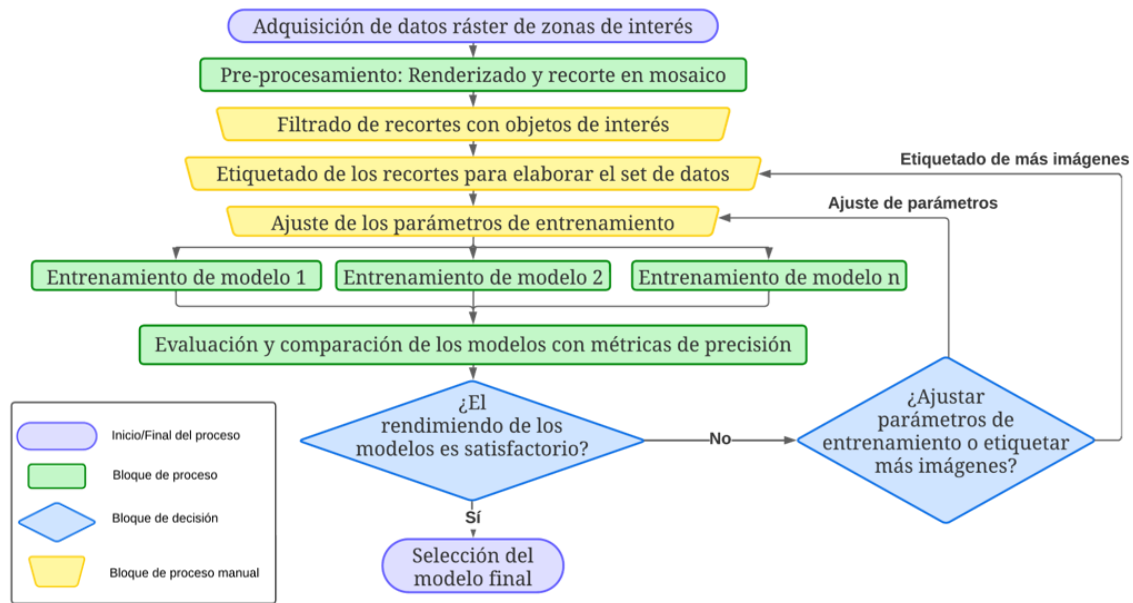 Adquisición de datos ráster de zonas de interés
Pre-procesamiento: Renderizado y recorte en mosaico
Filtrado de recortes con objetos de interés
Etiquetado de más imágenes
Etiquetado de los recortes para elaborar el set de datos
Ajuste de parámetros
Ajuste de los parámetros de entrenamiento
Entrenamiento de modelo 1
Entrenamiento de modelo 2
Entrenamiento de modelo n
Evaluación y comparación de los modelos con métricas de precisión
¿El
rendimiendo de los
modelos es satisfactorio?
No
¿Ajustar
parámetros de
entrenamiento o etiquetar
más imágenes?
Sí
Selección del
modelo final
Inicio/Final del proceso
Bloque de proceso
Bloque de decisión
Bloque de proceso manual